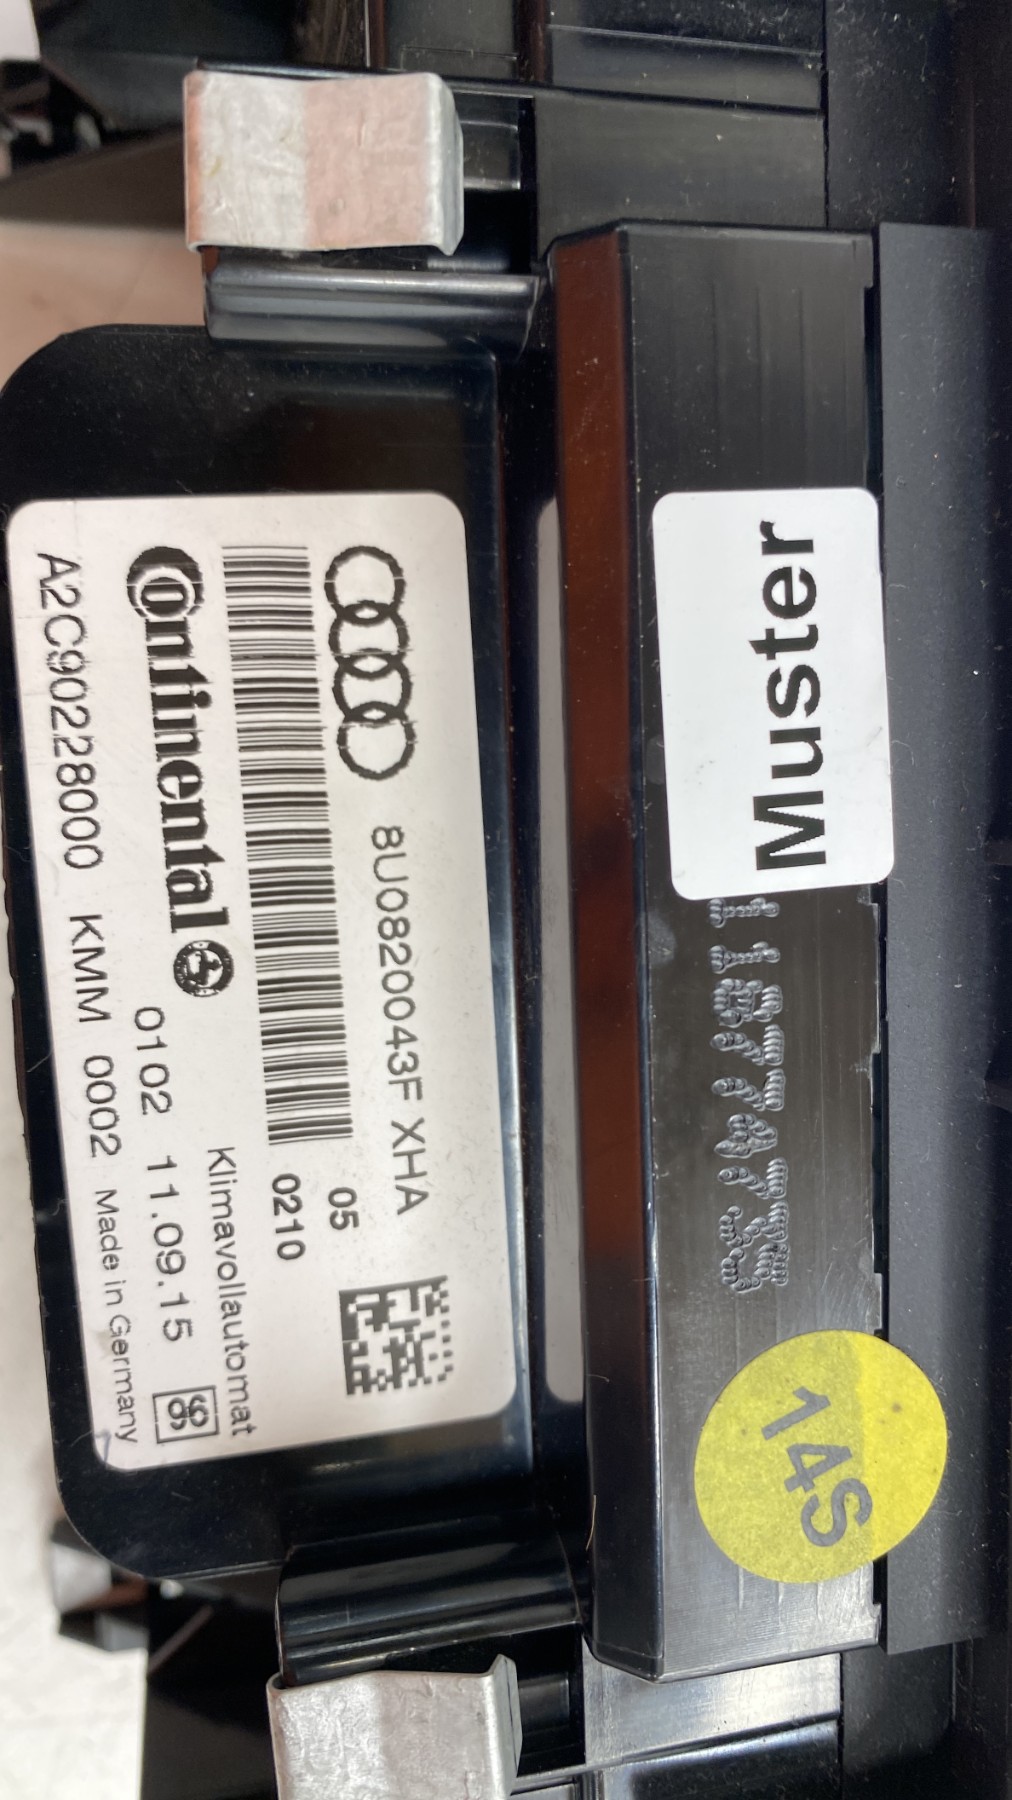 8U0820043F XHA
05
0210
Continental
Klimavollautomat
0102 11.09.15
A2C90228000 KMM 0002 Made in Germany
Muster
14S